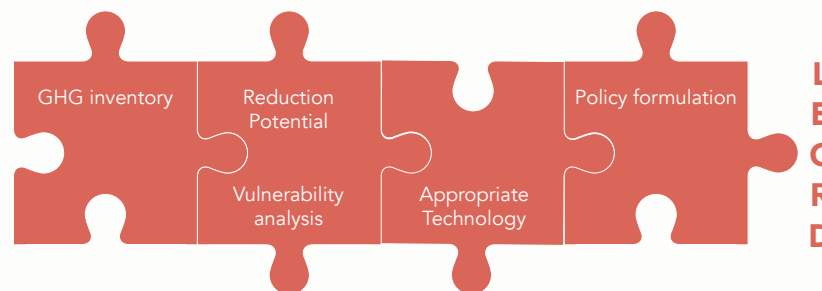 GHG inventory
Reduction
Potential
Vulnerability
analysis
Appropriate
Technology
Policy formulation
L
E
R
D